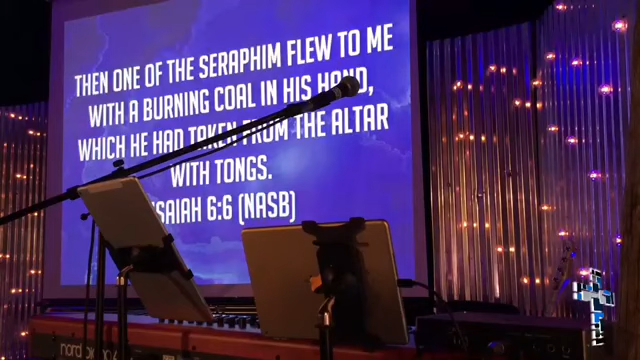 THEN ONE OF THE SERAPHIM FLEW TO ME
WITH A BURNING COAL IN HIS HAND,
WHICH HE HAD TAKEN FROM THE ALTAR
WITH TONGS.
ISAIAH 6:6 (NASB)
nord